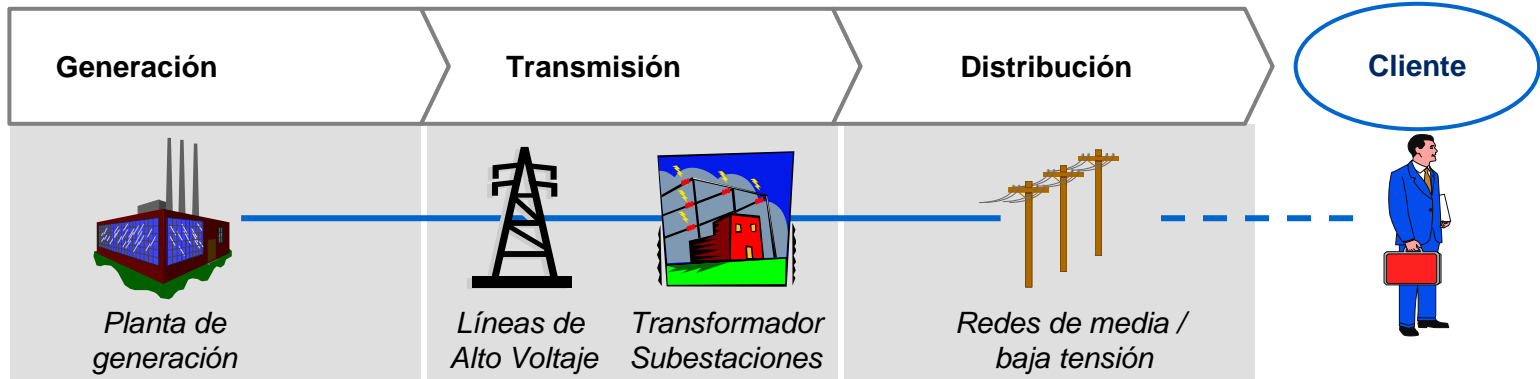 Generación
Transmisión
Distribución
Cliente
Planta de
generación
Líneas de
Alto Voltaje
Transformador
Subestaciones
Redes de media /
baja tensión